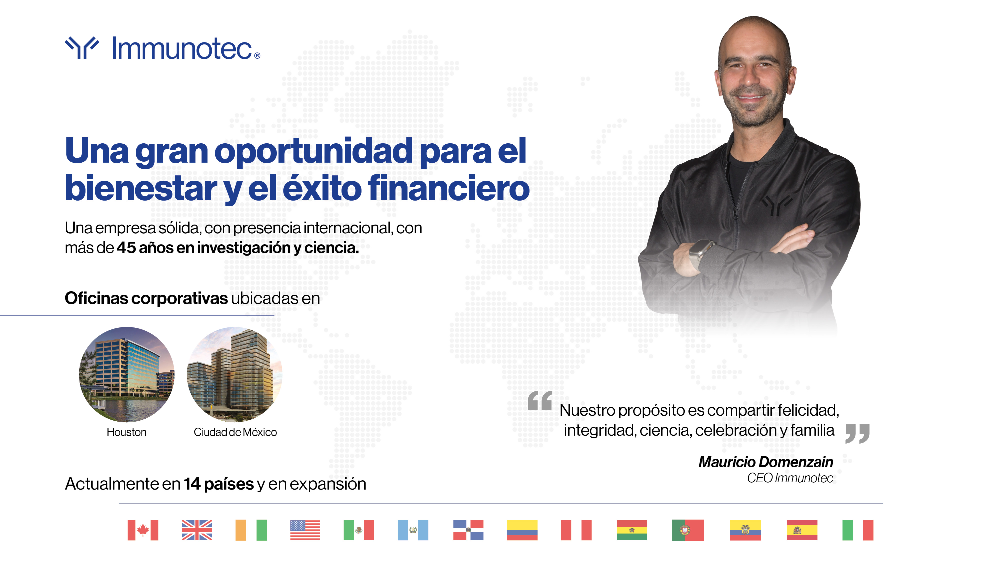 Immunotec®
Una gran oportunidad para el
bienestar y el éxito financiero
Una empresa sólida, con presencia internacional, con
más de 45 años en investigación y ciencia.
Oficinas corporativas ubicadas en
Houston
Ciudad de México
“Nuestro propósito es compartir felicidad,
integridad, ciencia, celebración y familia”
Mauricio Domenzain
CEO Immunotec
Actualmente en 14 países y en expansión